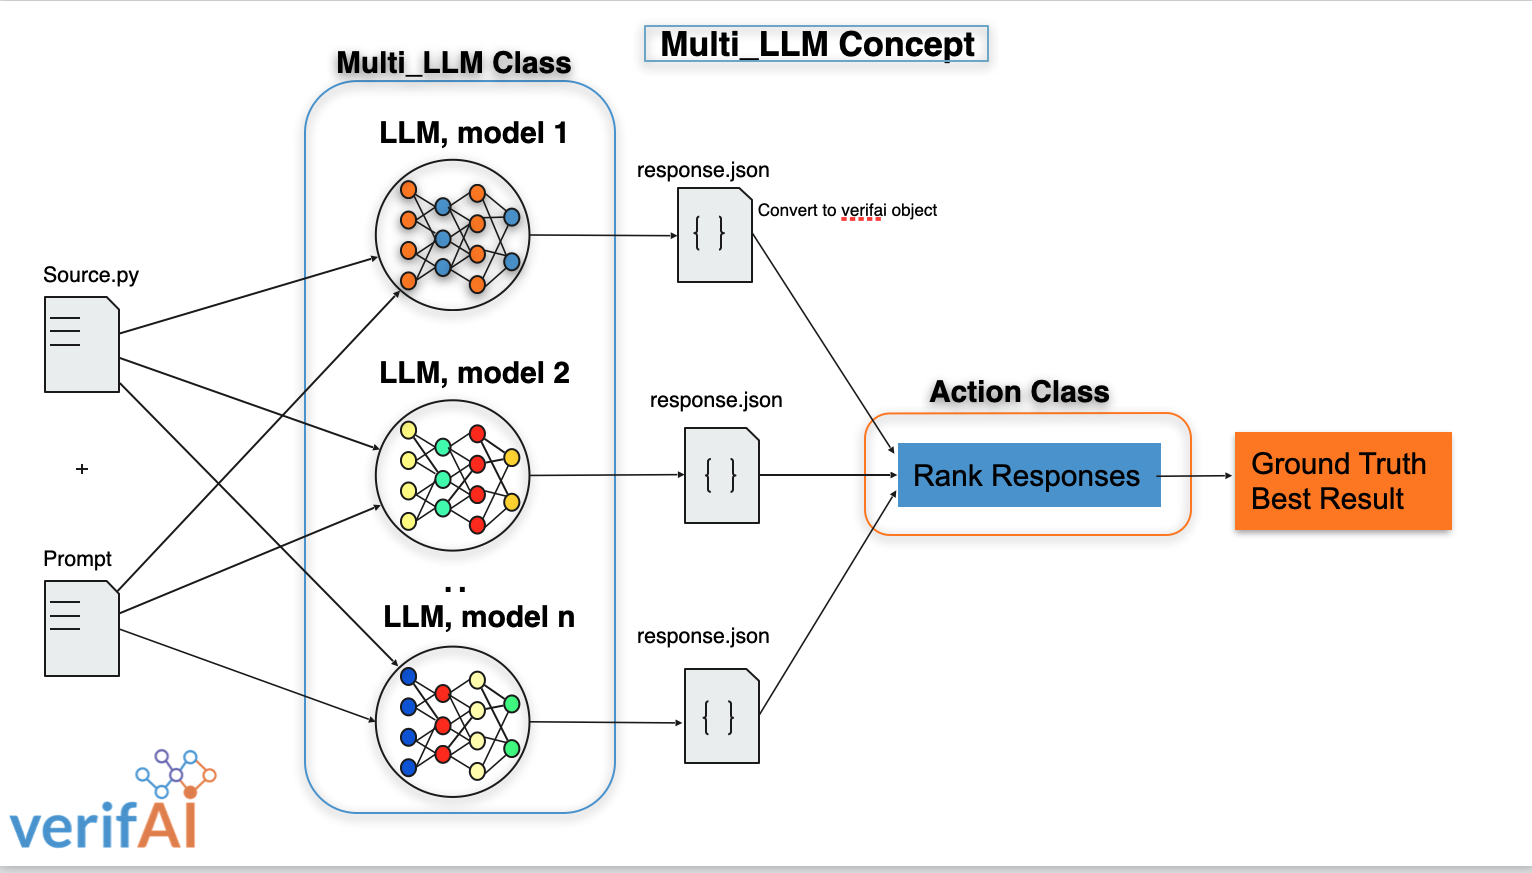 Multi_LLM Concept
Multi_LLM Class
LLM, model 1
response.json
{ }
Convert to verifai object
Source.py
LLM, model 2
response.json
{ }
Action Class
Rank Responses
Ground Truth
Best Result
+
Prompt
..
LLM, model n
response.json
{ }
verifAI